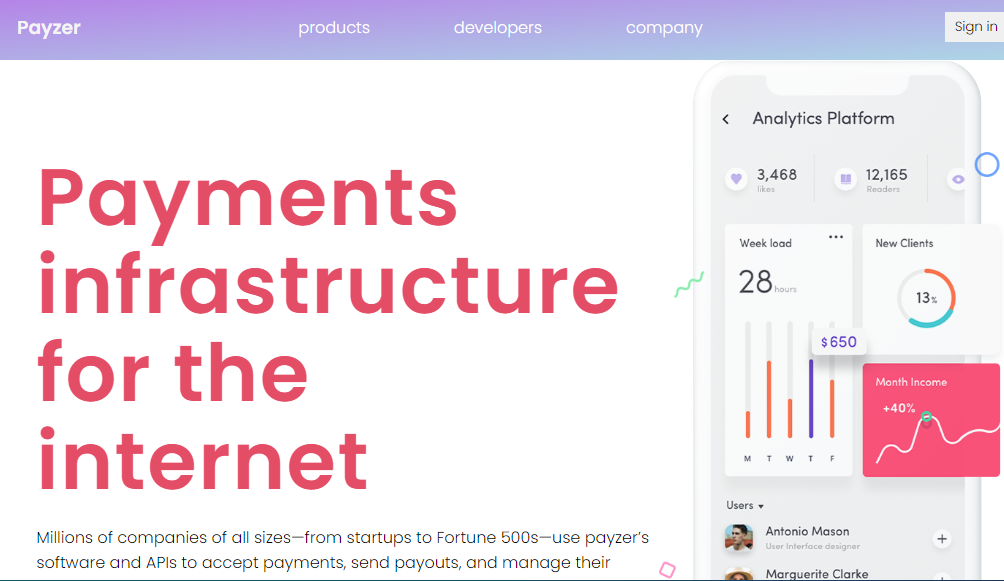 Payzer
products
developers
company
Sign in
Payments
infrastructure
for the
internet
Millions of companies of all sizes—from startups to Fortune 500s—use payzer’s
software and APIs to accept payments, send payouts, and manage their
Analytics Platform
3,468
likes
12,165
Readers
Week load
28 hours
$650
M T W T F
New Clients
13%
Month Income
+40%
Users
Antonio Mason
User Interface designer
Marguerite Clarke